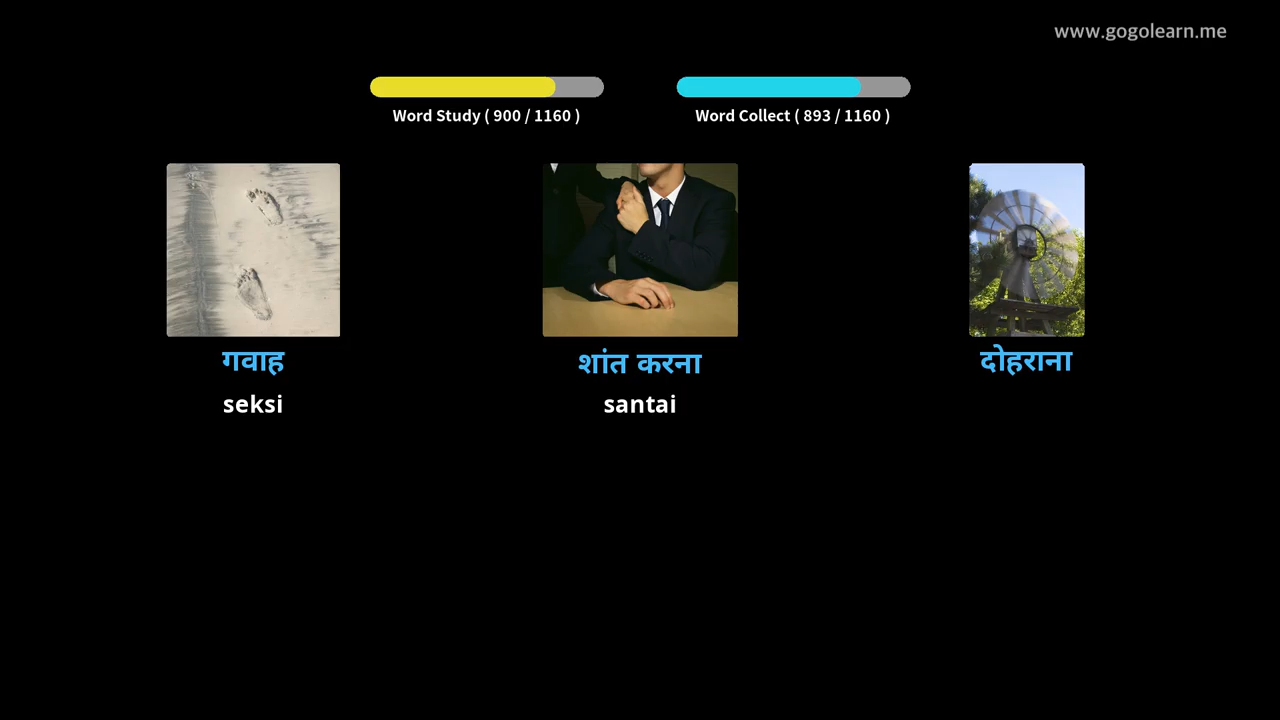 www.gogolearn.me
Word Study ( 900 / 1160 )
Word Collect ( 893 / 1160 )
गवाह
शांत करना
दोहराना
seksi
santai